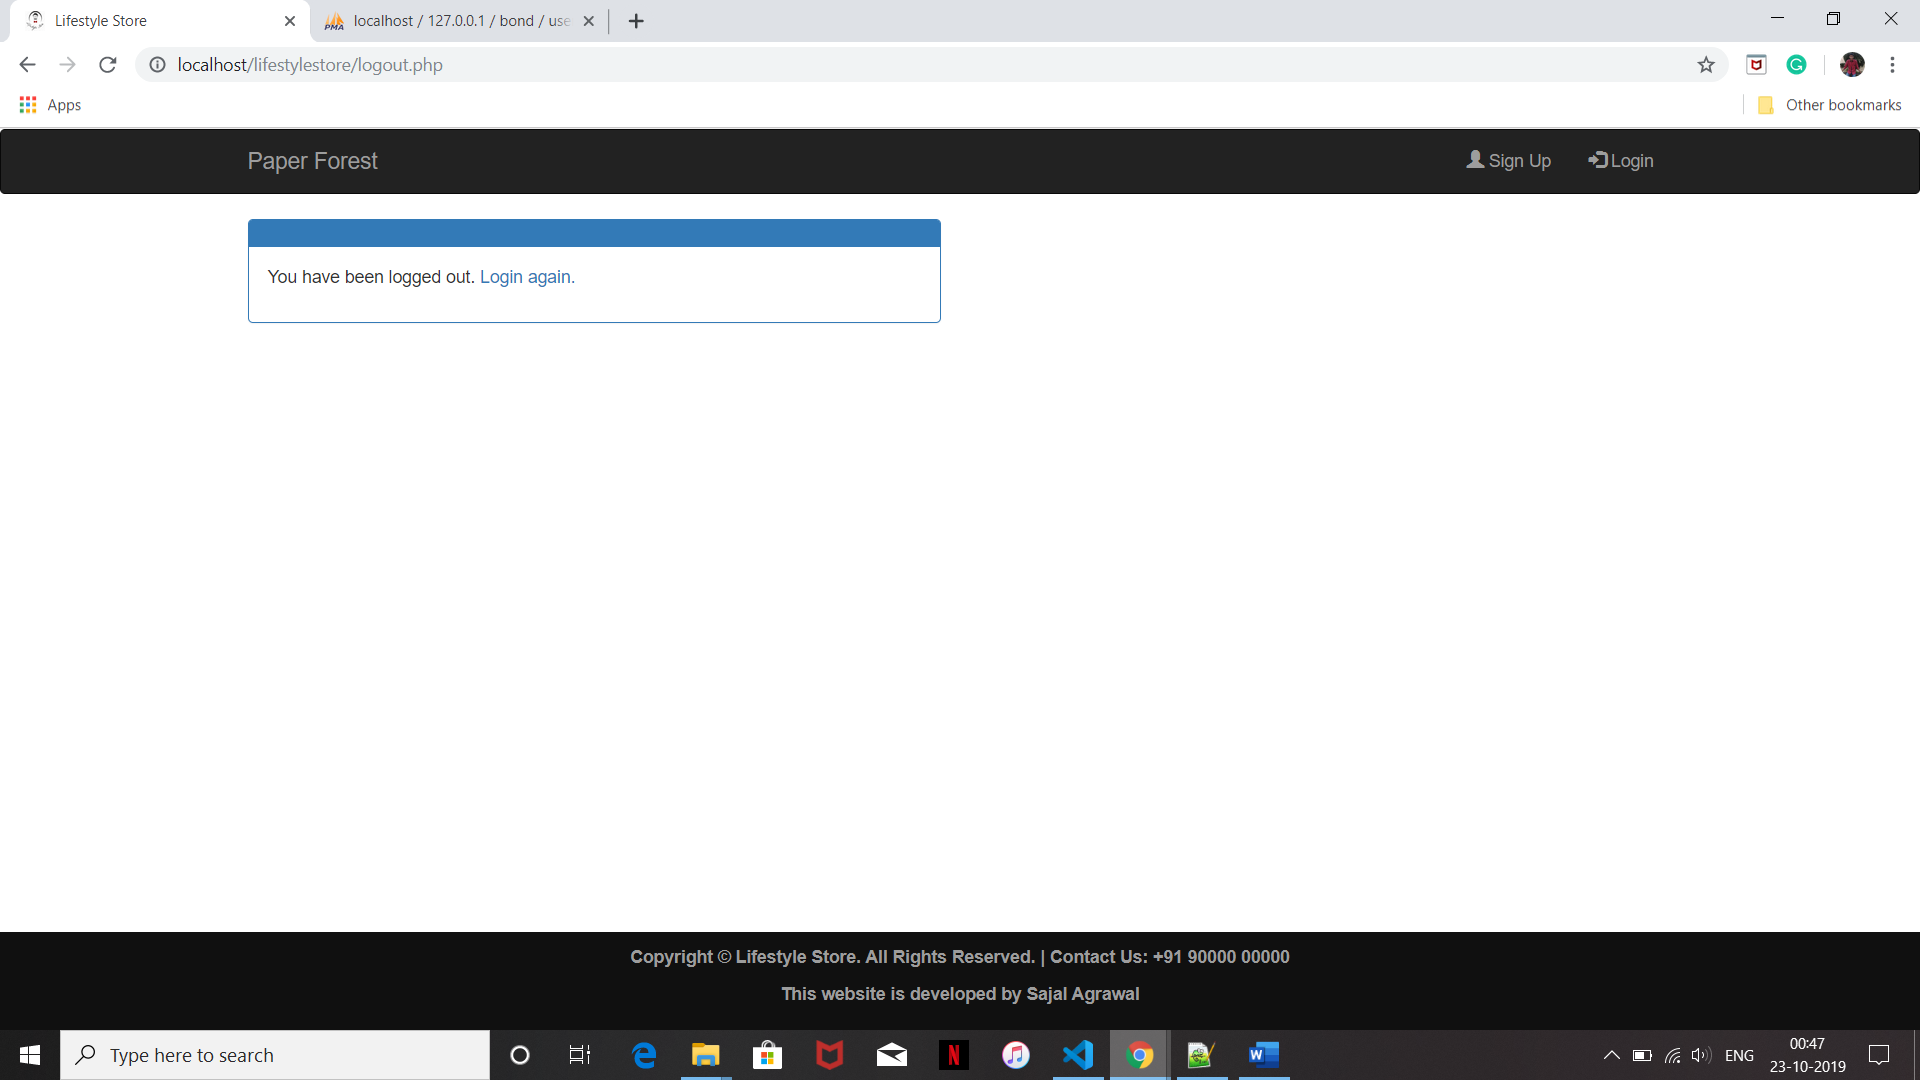 Lifestyle Store
localhost / 127.0.0.1 / bond / use
localhost/lifestylestore/logout.php
Apps
Other bookmarks
Paper Forest
Sign Up
Login
You have been logged out. Login again.
Copyright © Lifestyle Store. All Rights Reserved. | Contact Us: +91 90000 00000
This website is developed by Sajal Agrawal
Type here to search
ENG
00:47
23-10-2019